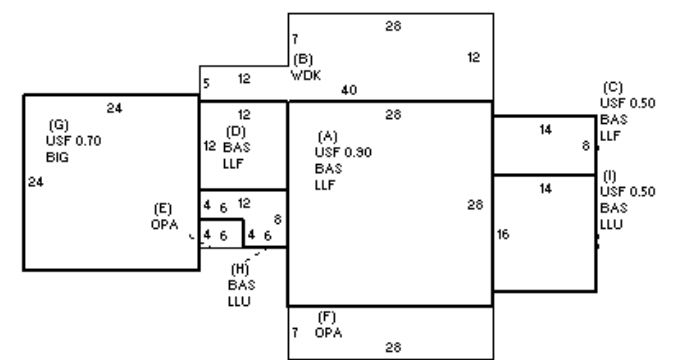 28
7
(B)
WDK
12
5 12
40
24
(G)
USF 0.70
BIG
24
12
(D)
12 BAS
LLF
28
(A)
USF 0.90
BAS
LLF
28
14
8
(C)
USF 0.50
BAS
LLF
14
16
(I)
USF 0.50
BAS
LLU
(E)
OPA
4 6 12
8
4 6 4 6
(H)
BAS
LLU
7
(F)
OPA
28